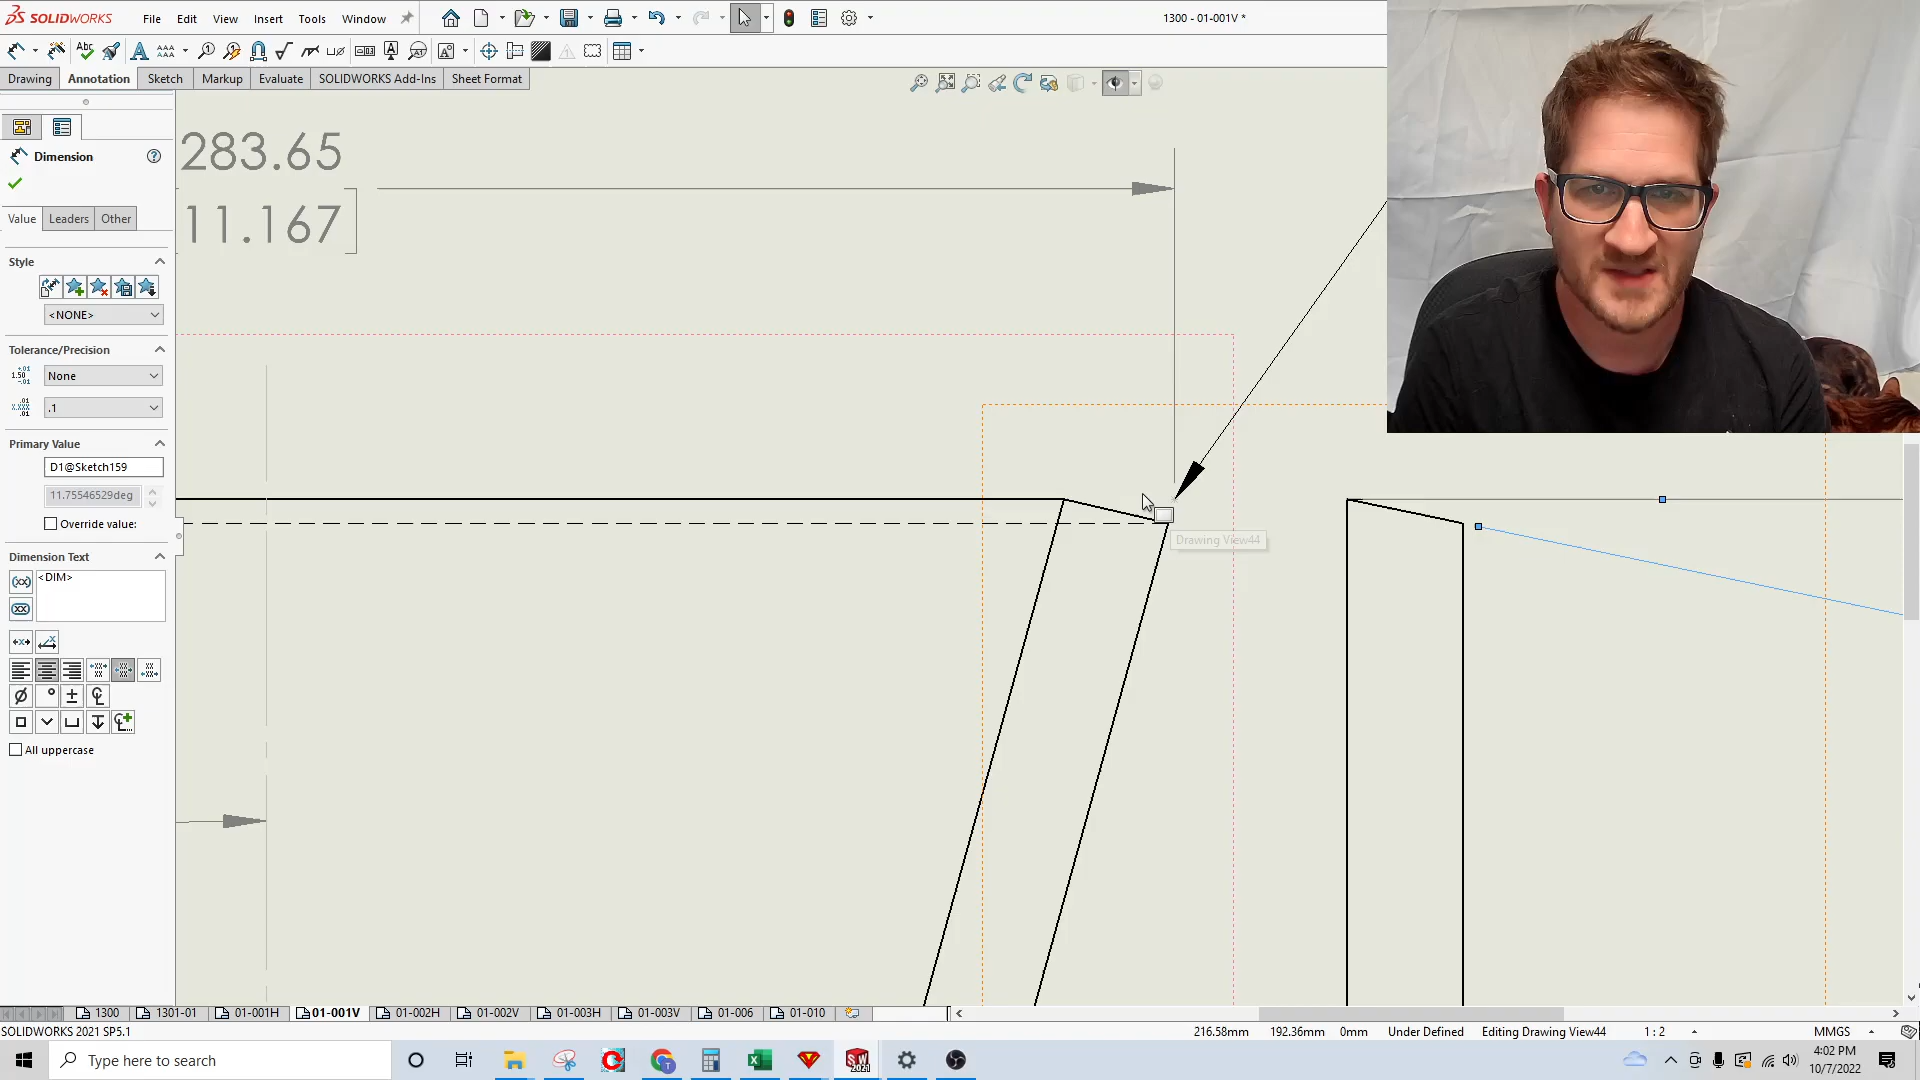 SOLIDWORKS
File Edit View Insert Tools Window
1300 - 01-001V *
Drawing Annotation Sketch Markup Evaluate SOLIDWORKS Add-Ins Sheet Format
Dimension
Value Leaders Other
Style
<NONE>
Tolerance/Precision
None
.1
Primary Value
D1@Sketch159
11.75546529deg
Override value:
Dimension Text
<DIM>
All uppercase
283.65
11.167
Drawing View44
1300 1301-01 01-001H 01-001V 01-002H 01-002V 01-003H 01-003V 01-006 01-010
SOLIDWORKS 2021 SP5.1
216.58mm 192.36mm 0mm Under Defined Editing Drawing View44 1 : 2 MMGS
Type here to search
4:02 PM
10/7/2022